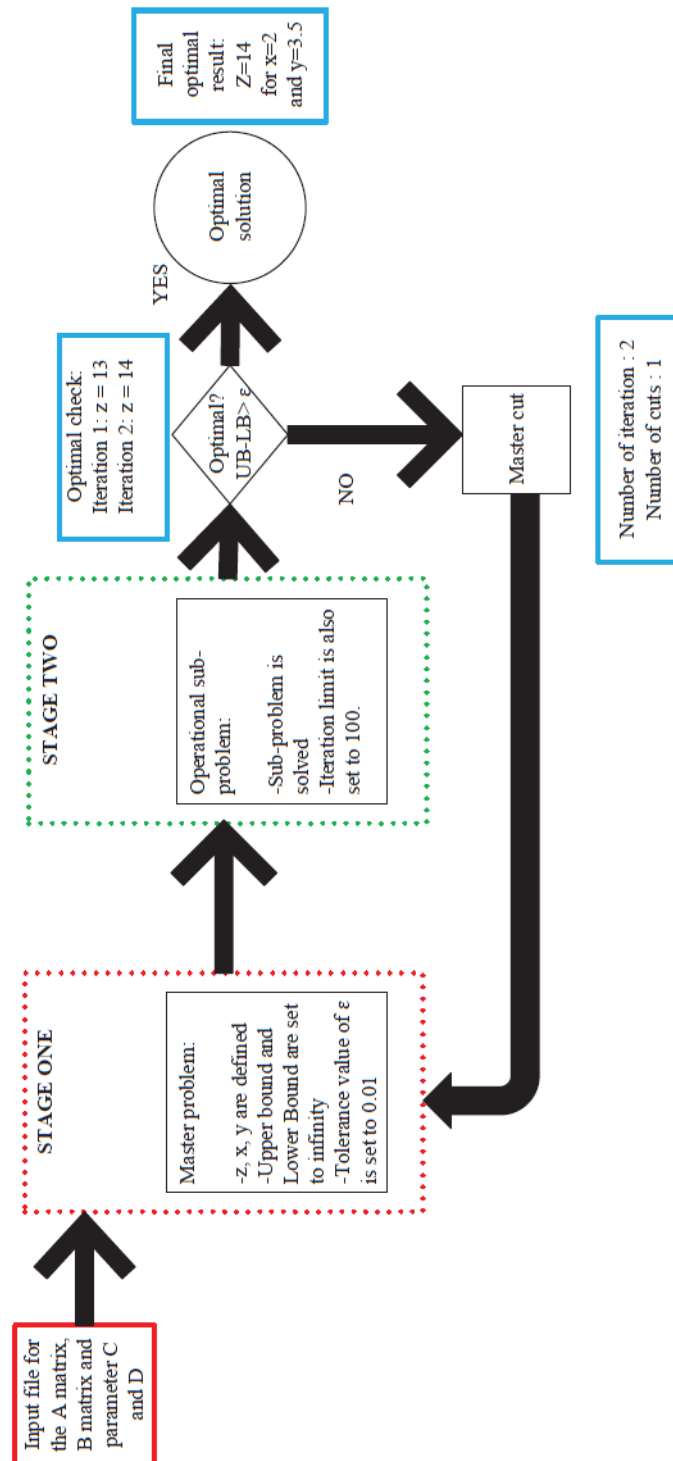 Input file for
the A matrix,
B matrix and
parameter C
and D
STAGE ONE
Master problem:
-z, x, y are defined
-Upper bound and
Lower Bound are set
to infinity
-Tolerance value of ε
is set to 0.01
STAGE TWO
Operational sub-
problem:
-Sub-problem is
solved
-Iteration limit is also
set to 100.
Optimal check:
Iteration 1: z = 13
Iteration 2: z = 14
Optimal?
UB-LB> ε
YES
NO
Optimal
solution
Final
optimal
result:
Z=14
for x=2
and y=3.5
Master cut
Number of iteration : 2
Number of cuts : 1